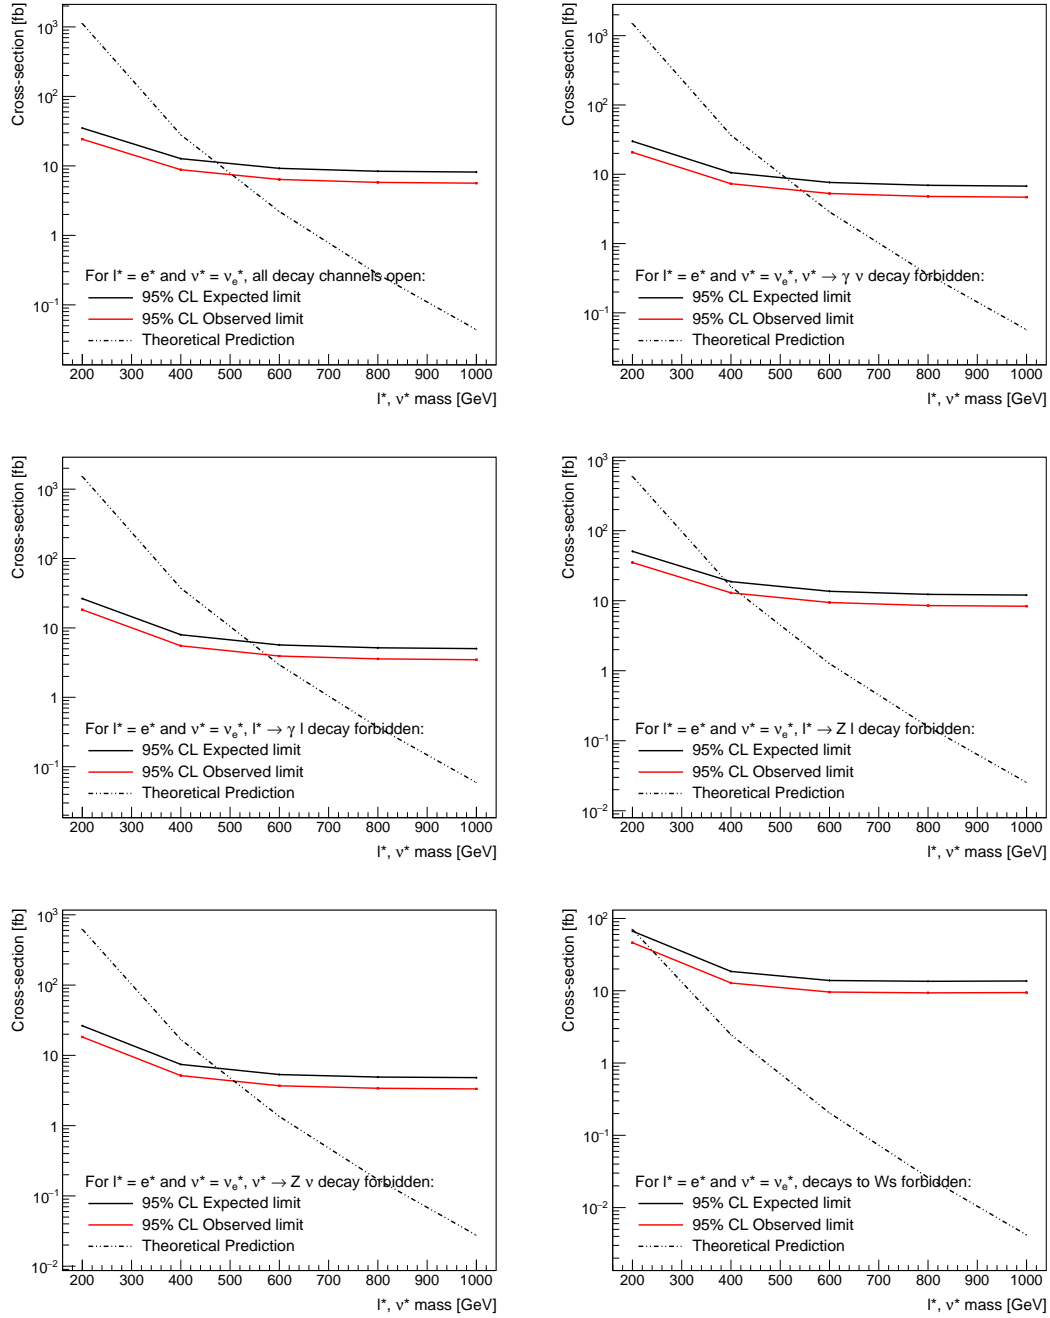 Cross-section [fb]
10³
10²
10
1
10⁻¹
For l* = e* and ν* = νₑ*, all decay channels open:
95% CL Expected limit
95% CL Observed limit
Theoretical Prediction
200 300 400 500 600 700 800 900 1000
l*, ν* mass [GeV]
Cross-section [fb]
10³
10²
10
1
10⁻¹
For l* = e* and ν* = νₑ*, ν* → γ ν decay forbidden:
95% CL Expected limit
95% CL Observed limit
Theoretical Prediction
200 300 400 500 600 700 800 900 1000
l*, ν* mass [GeV]
Cross-section [fb]
10³
10²
10
1
10⁻¹
For l* = e* and ν* = νₑ*, l* → γ l decay forbidden:
95% CL Expected limit
95% CL Observed limit
Theoretical Prediction
200 300 400 500 600 700 800 900 1000
l*, ν* mass [GeV]
Cross-section [fb]
10³
10²
10
1
10⁻¹
10⁻²
For l* = e* and ν* = νₑ*, l* → Z l decay forbidden:
95% CL Expected limit
95% CL Observed limit
Theoretical Prediction
200 300 400 500 600 700 800 900 1000
l*, ν* mass [GeV]
Cross-section [fb]
10³
10²
10
1
10⁻¹
10⁻²
For l* = e* and ν* = νₑ*, ν* → Z ν decay forbidden:
95% CL Expected limit
95% CL Observed limit
Theoretical Prediction
200 300 400 500 600 700 800 900 1000
l*, ν* mass [GeV]
Cross-section [fb]
10²
10
1
10⁻¹
10⁻²
For l* = e* and ν* = νₑ*, decays to Ws forbidden:
95% CL Expected limit
95% CL Observed limit
Theoretical Prediction
200 300 400 500 600 700 800 900 1000
l*, ν* mass [GeV]